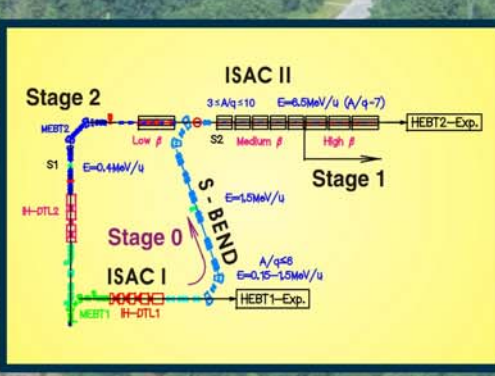 ISAC II
Stage 2
3≤A/q≤10 E=6.5MeV/u (A/q=7)
MEBT2
HEBT2-Exp.
Low β
S2
Medium β
High β
S1
E=0.4MeV/u
Stage 1
E=1.5MeV/u
IH-DTL2
S-BEND
Stage 0
A/q≤6
ISAC I
E=0.15-1.5MeV/u
HEBT1-Exp.
MEBT1
IH-DTL1